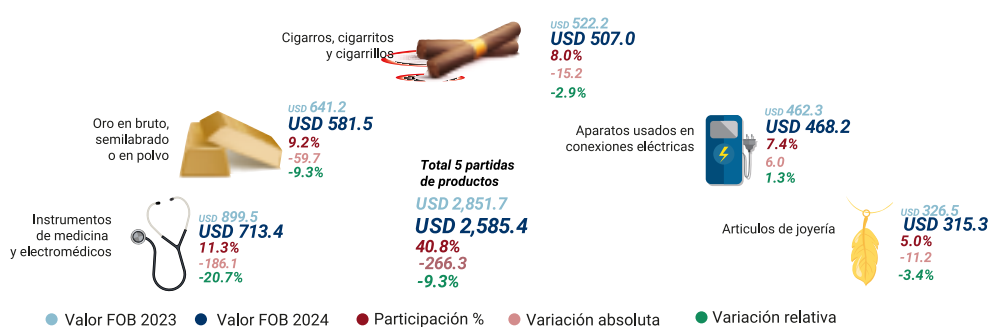 Cigarros, cigarritos
y cigarrillos
USD 522.2
USD 507.0
8.0%
-15.2
-2.9%
Oro en bruto,
semilabrado
o en polvo
USD 641.2
USD 581.5
9.2%
-59.7
-9.3%
Aparatos usados en
conexiones eléctricas
USD 462.3
USD 468.2
7.4%
6.0
1.3%
Total 5 partidas
de productos
USD 2,851.7
USD 2,585.4
40.8%
-266.3
-9.3%
Instrumentos
de medicina
y electromédicos
USD 899.5
USD 713.4
11.3%
-186.1
-20.7%
Articulos de joyería
USD 326.5
USD 315.3
5.0%
-11.2
-3.4%
Valor FOB 2023
Valor FOB 2024
Participación %
Variación absoluta
Variación relativa